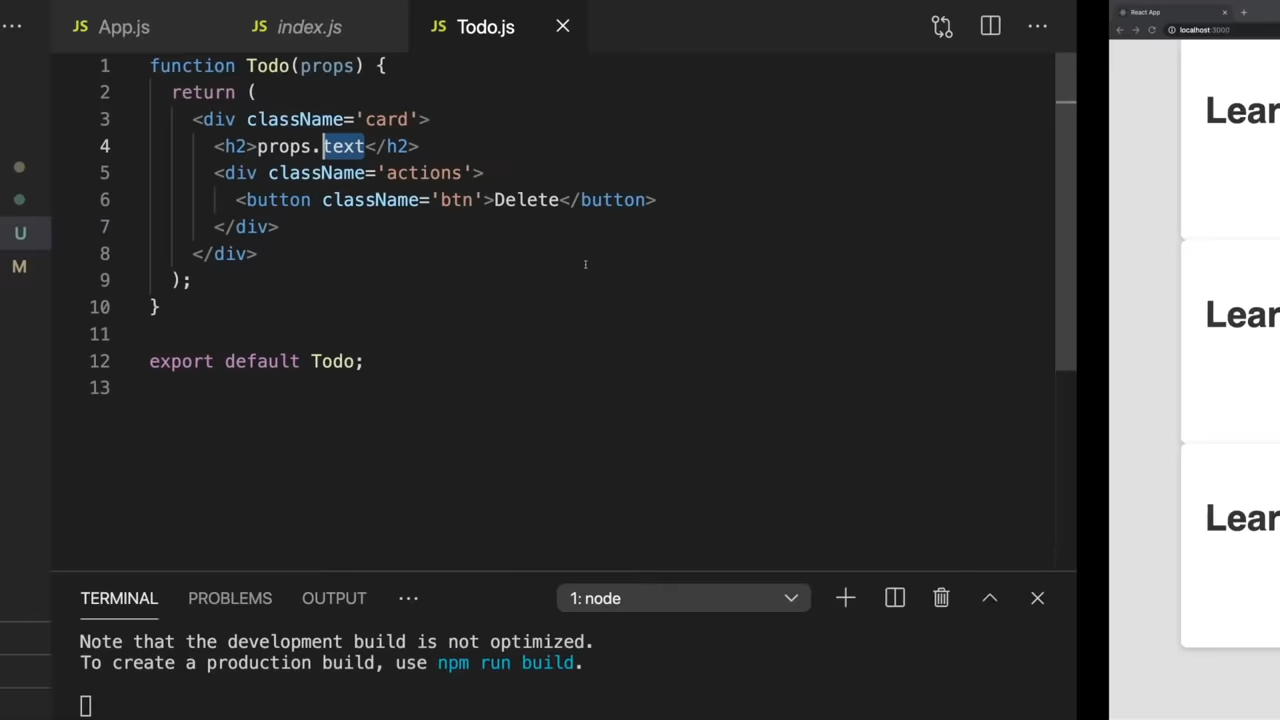 ··· JS App.js JS index.js JS Todo.js ···
React App
localhost:3000
1 function Todo(props) {
2 return (
3 <div className='card'>
4 <h2>props.text</h2>
5 <div className='actions'>
6 <button className='btn'>Delete</button>
7 </div>
8 </div>
9 );
10 }
11
12 export default Todo;
13
U
M
Lear
Lear
Lear
TERMINAL PROBLEMS OUTPUT ··· 1: node
Note that the development build is not optimized.
To create a production build, use npm run build.